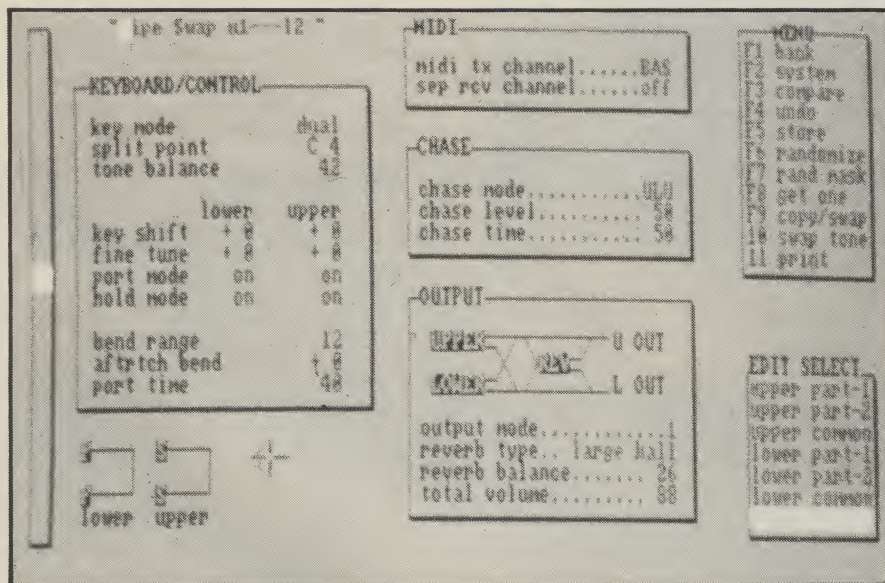 " ipe Swap m1---12 "
KEYBOARD/CONTROL
key mode dual
split point C 4
tone balance 42
lower upper
key shift + 0 + 0
fine tune + 0 + 0
port mode on on
hold mode on on
bend range 12
aftrtch bend + 0
port time 40
lower upper
MIDI
midi tx channel......BAS
sep rcv channel......off
CHASE
chase mode...........ULU
chase level.......... 50
chase time........... 50
OUTPUT
UPPER U OUT
REV
LOWER L OUT
output mode.............1
reverb type.. large hall
reverb balance....... 26
total volume......... 88
MENU
F1 bank
F2 system
F3 compare
F4 undo
F5 store
F6 randomize
F7 rand mask
F8 get one
F9 copy/swap
10 swap tone
11 print
EDIT SELECT
upper part-1
upper part-2
upper common
lower part-1
lower part-2
lower common